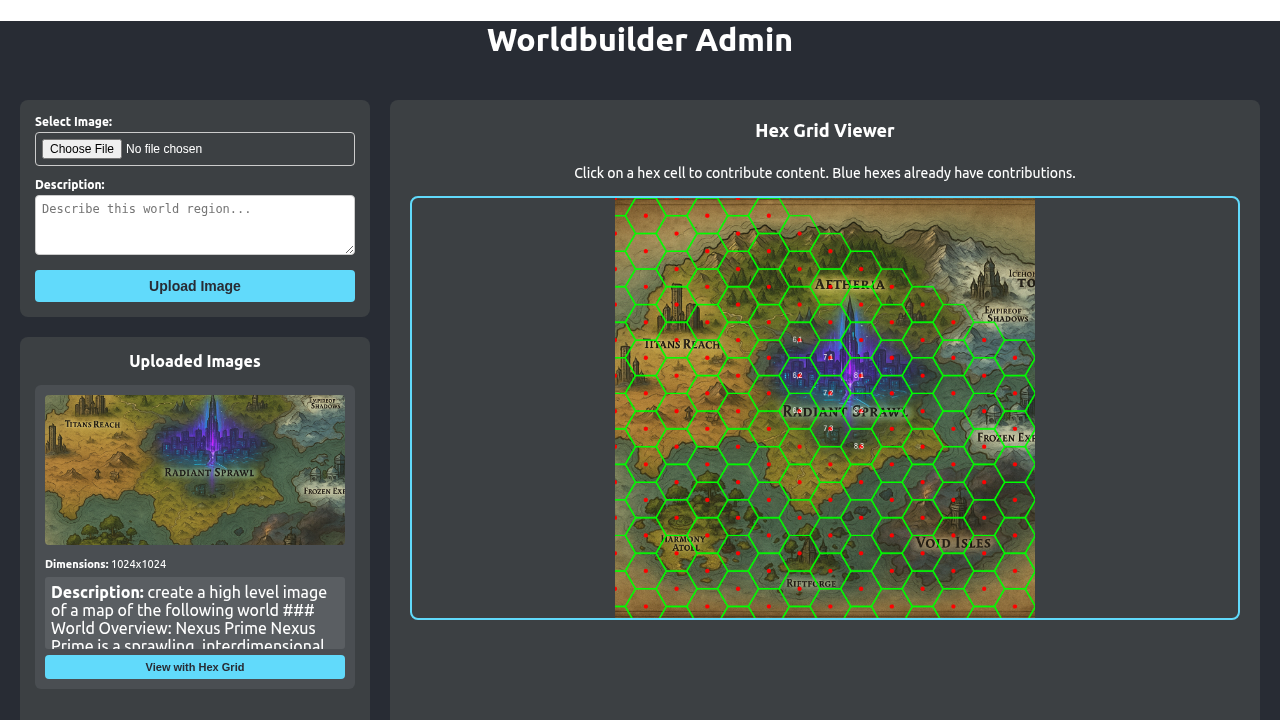 Worldbuilder Admin
Select Image:
Choose File No file chosen
Description:
Describe this world region...
Upload Image
Uploaded Images
TITANS REACH
EMPIRE OF
SHADOWS
RADIANT SPRAWL
FROZEN EXP
Dimensions: 1024x1024
Description: create a high level image
of a map of the following world ###
World Overview: Nexus Prime Nexus
Prime is a sprawling, interdimensional
View with Hex Grid
Hex Grid Viewer
Click on a hex cell to contribute content. Blue hexes already have contributions.
AETHERIA
TO
EMPIRE OF
SHADOWS
TITANS REACH
6,1
7,1
6,2
8,1
7,2
RADIANT SPRAWL
7,3
8,3
FROZEN EXP
HARMONY
ATOLL
VOID ISLES
RIFTFORGE